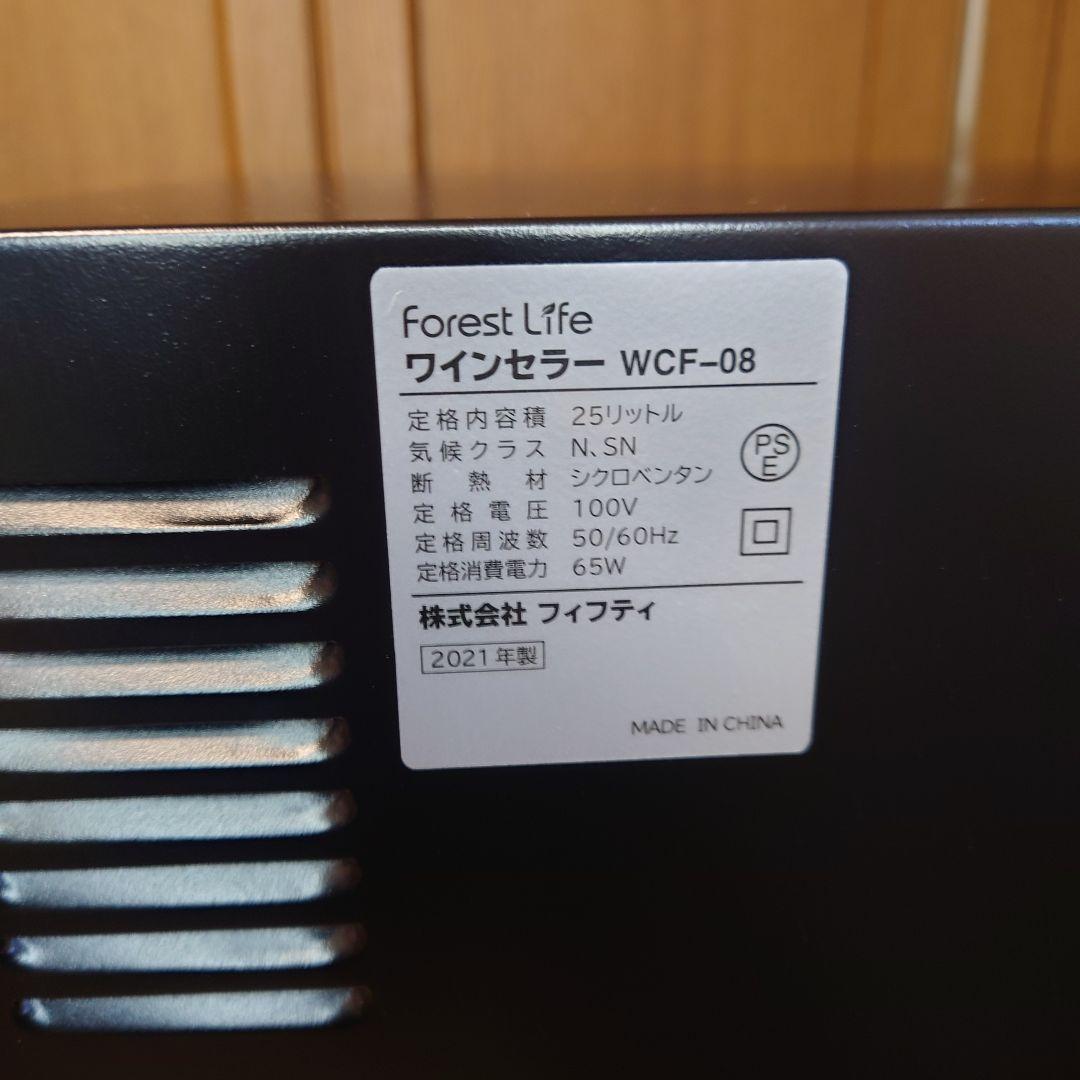 Forest Life
ワインセラー WCF-08
定格内容積 25リットル
気候クラス N、SN
断熱材 シクロベンタン
定格電圧 100V
定格周波数 50/60Hz
定格消費電力 65W
PSE
株式会社 フィフティ
2021年製
MADE IN CHINA